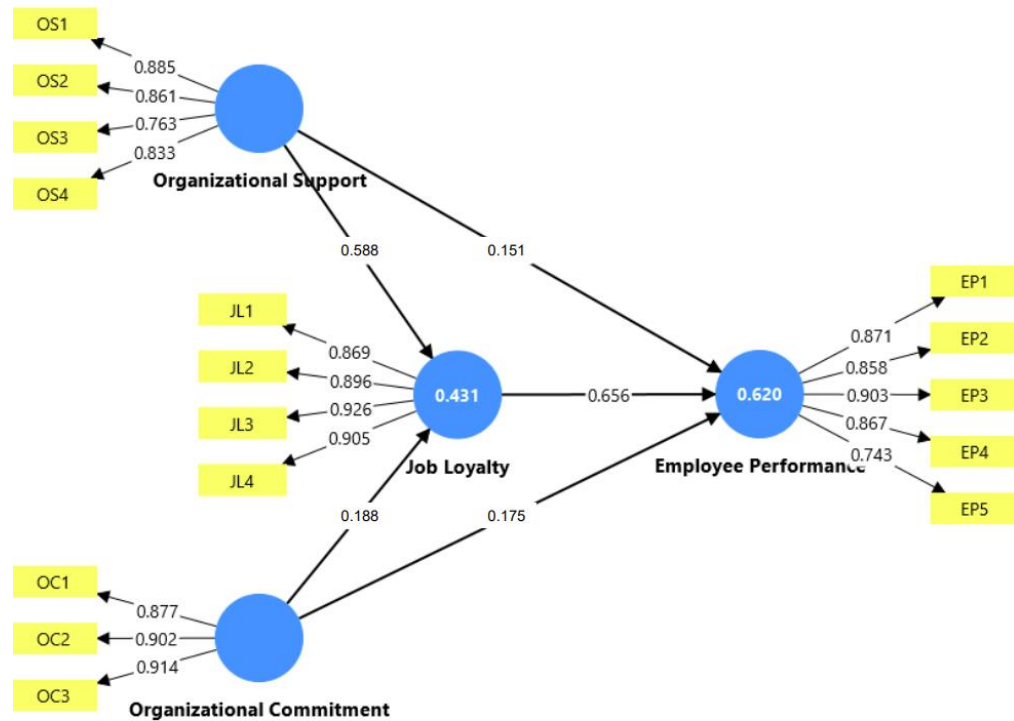 OS1
0.885
OS2
0.861
OS3
0.763
0.833
OS4
Organizational Support
0.588
0.151
JL1
0.869
JL2
0.896
0.926
JL3
0.905
JL4
0.431
Job Loyalty
0.656
0.620
Employee Performance
EP1
0.871
EP2
0.858
0.903
EP3
0.867
EP4
0.743
EP5
0.188
0.175
OC1
0.877
OC2
0.902
0.914
OC3
Organizational Commitment